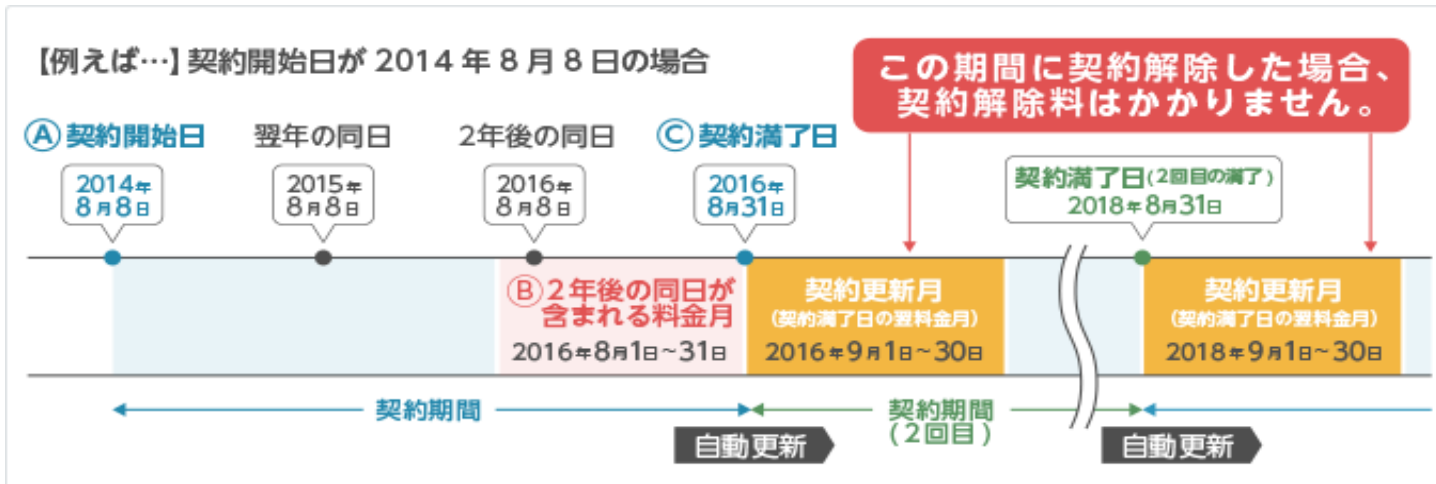 【例えば…】契約開始日が 2014 年 8 月 8 日の場合
この期間に契約解除した場合、
契約解除料はかかりません。
Ⓐ 契約開始日
翌年の同日
2年後の同日
Ⓒ 契約満了日
2014年
8月8日
2015年
8月8日
2016年
8月8日
2016年
8月31日
契約満了日(2回目の満了)
2018年8月31日
Ⓑ 2年後の同日が
含まれる料金月
2016年8月1日~31日
契約更新月
(契約満了日の翌料金月)
2016年9月1日~30日
契約更新月
(契約満了日の翌料金月)
2018年9月1日~30日
契約期間
契約期間
(2回目)
自動更新
自動更新